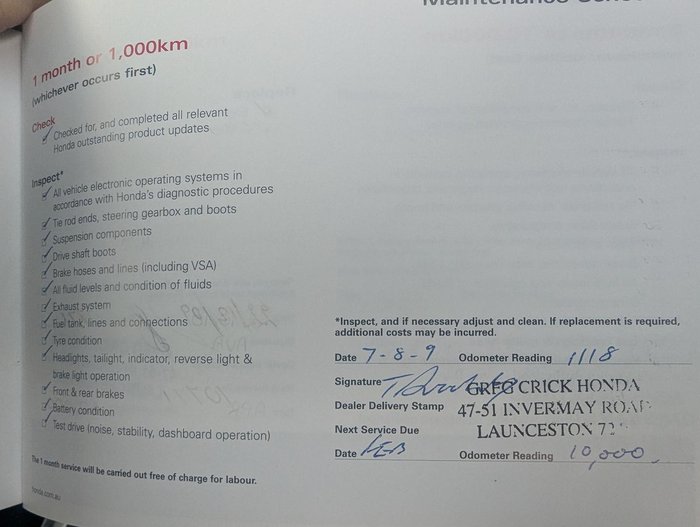 1 month or 1,000km
(whichever occurs first)
Check
Checked for, and completed all relevant
Honda outstanding product updates
Inspect*
All vehicle electronic operating systems in
accordance with Honda's diagnostic procedures
Tie rod ends, steering gearbox and boots
Suspension components
Drive shaft boots
Brake hoses and lines (including VSA)
All fluid levels and condition of fluids
Exhaust system
Fuel tank, lines and connections
Tyre condition
Headlights, tailight, indicator, reverse light &
brake light operation
Front & rear brakes
Battery condition
Test drive (noise, stability, dashboard operation)
The 1 month service will be carried out free of charge for labour.
honda.com.au
*Inspect, and if necessary adjust and clean. If replacement is required,
additional costs may be incurred.
Date 7-8-9 Odometer Reading 1118
Signature
GREG CRICK HONDA
Dealer Delivery Stamp 47-51 INVERMAY ROAD
Next Service Due LAUNCESTON
Date FEB Odometer Reading 10,000